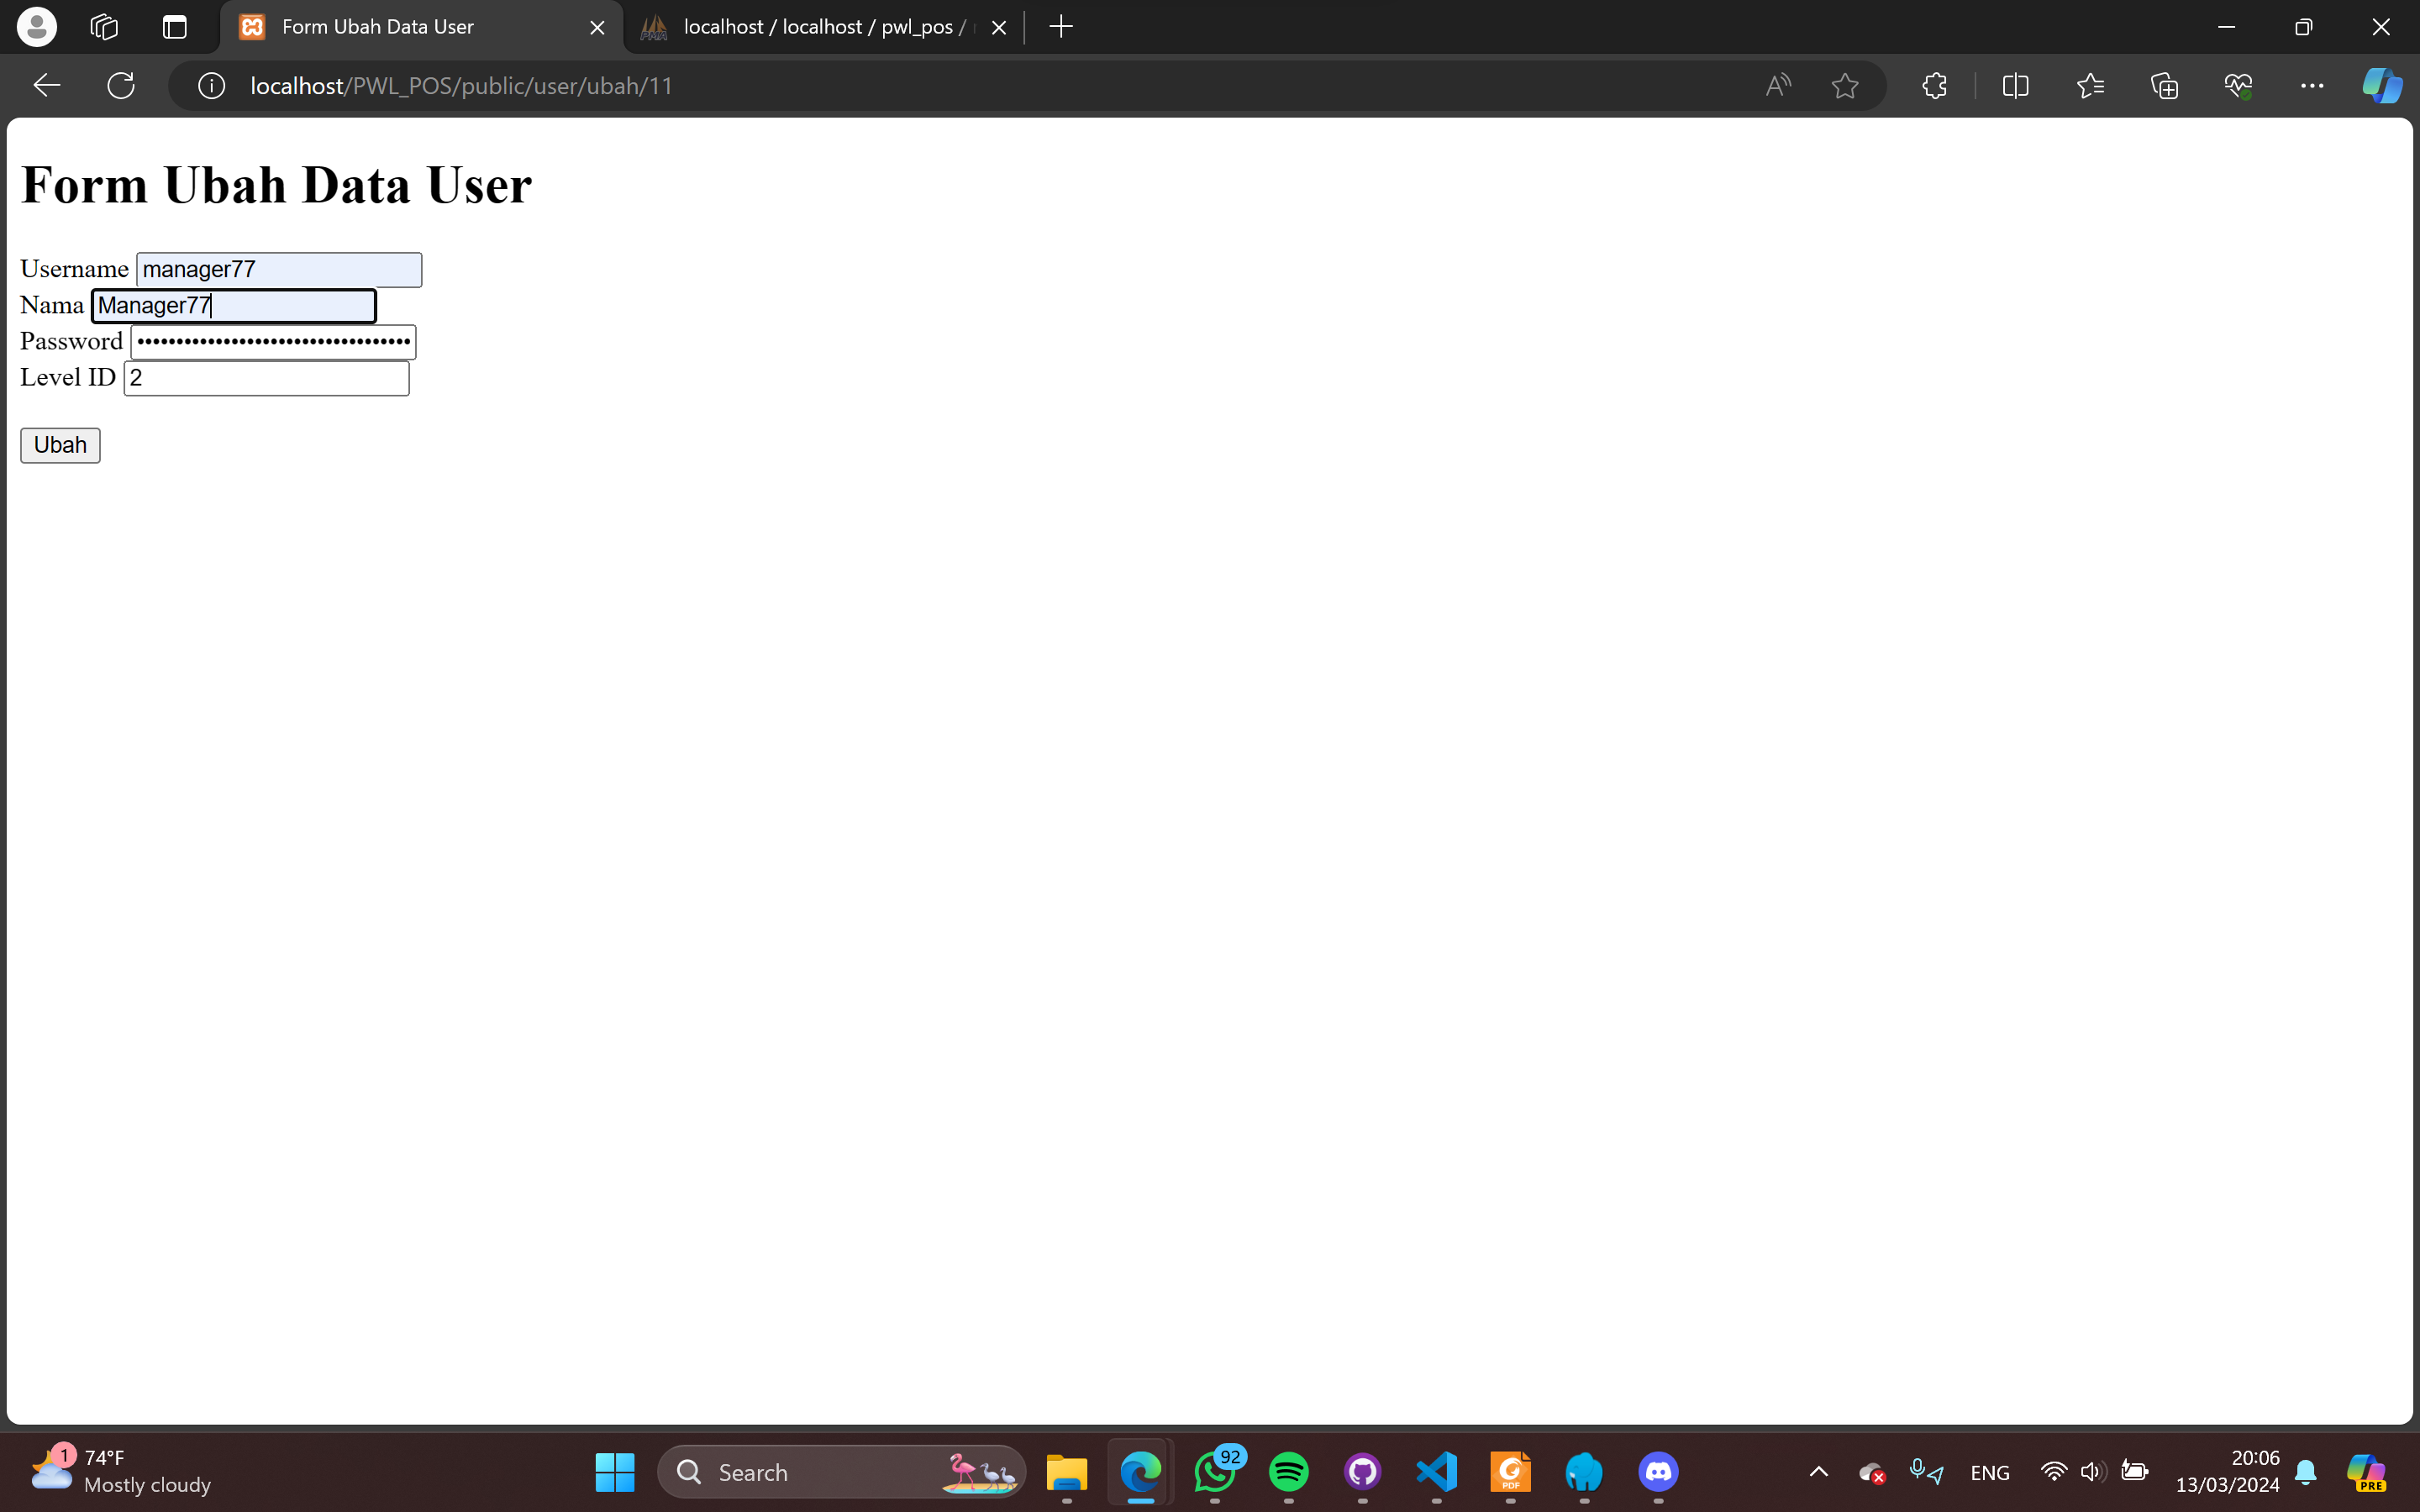 Form Ubah Data User
localhost / localhost / pwl_pos /
localhost/PWL_POS/public/user/ubah/11
Form Ubah Data User
Username manager77
Nama Manager77
Password ••••••••••••••••••••••••••••••••••
Level ID 2
Ubah
1
74°F
Mostly cloudy
Search
92
PDF
ENG
20:06
13/03/2024
PRE